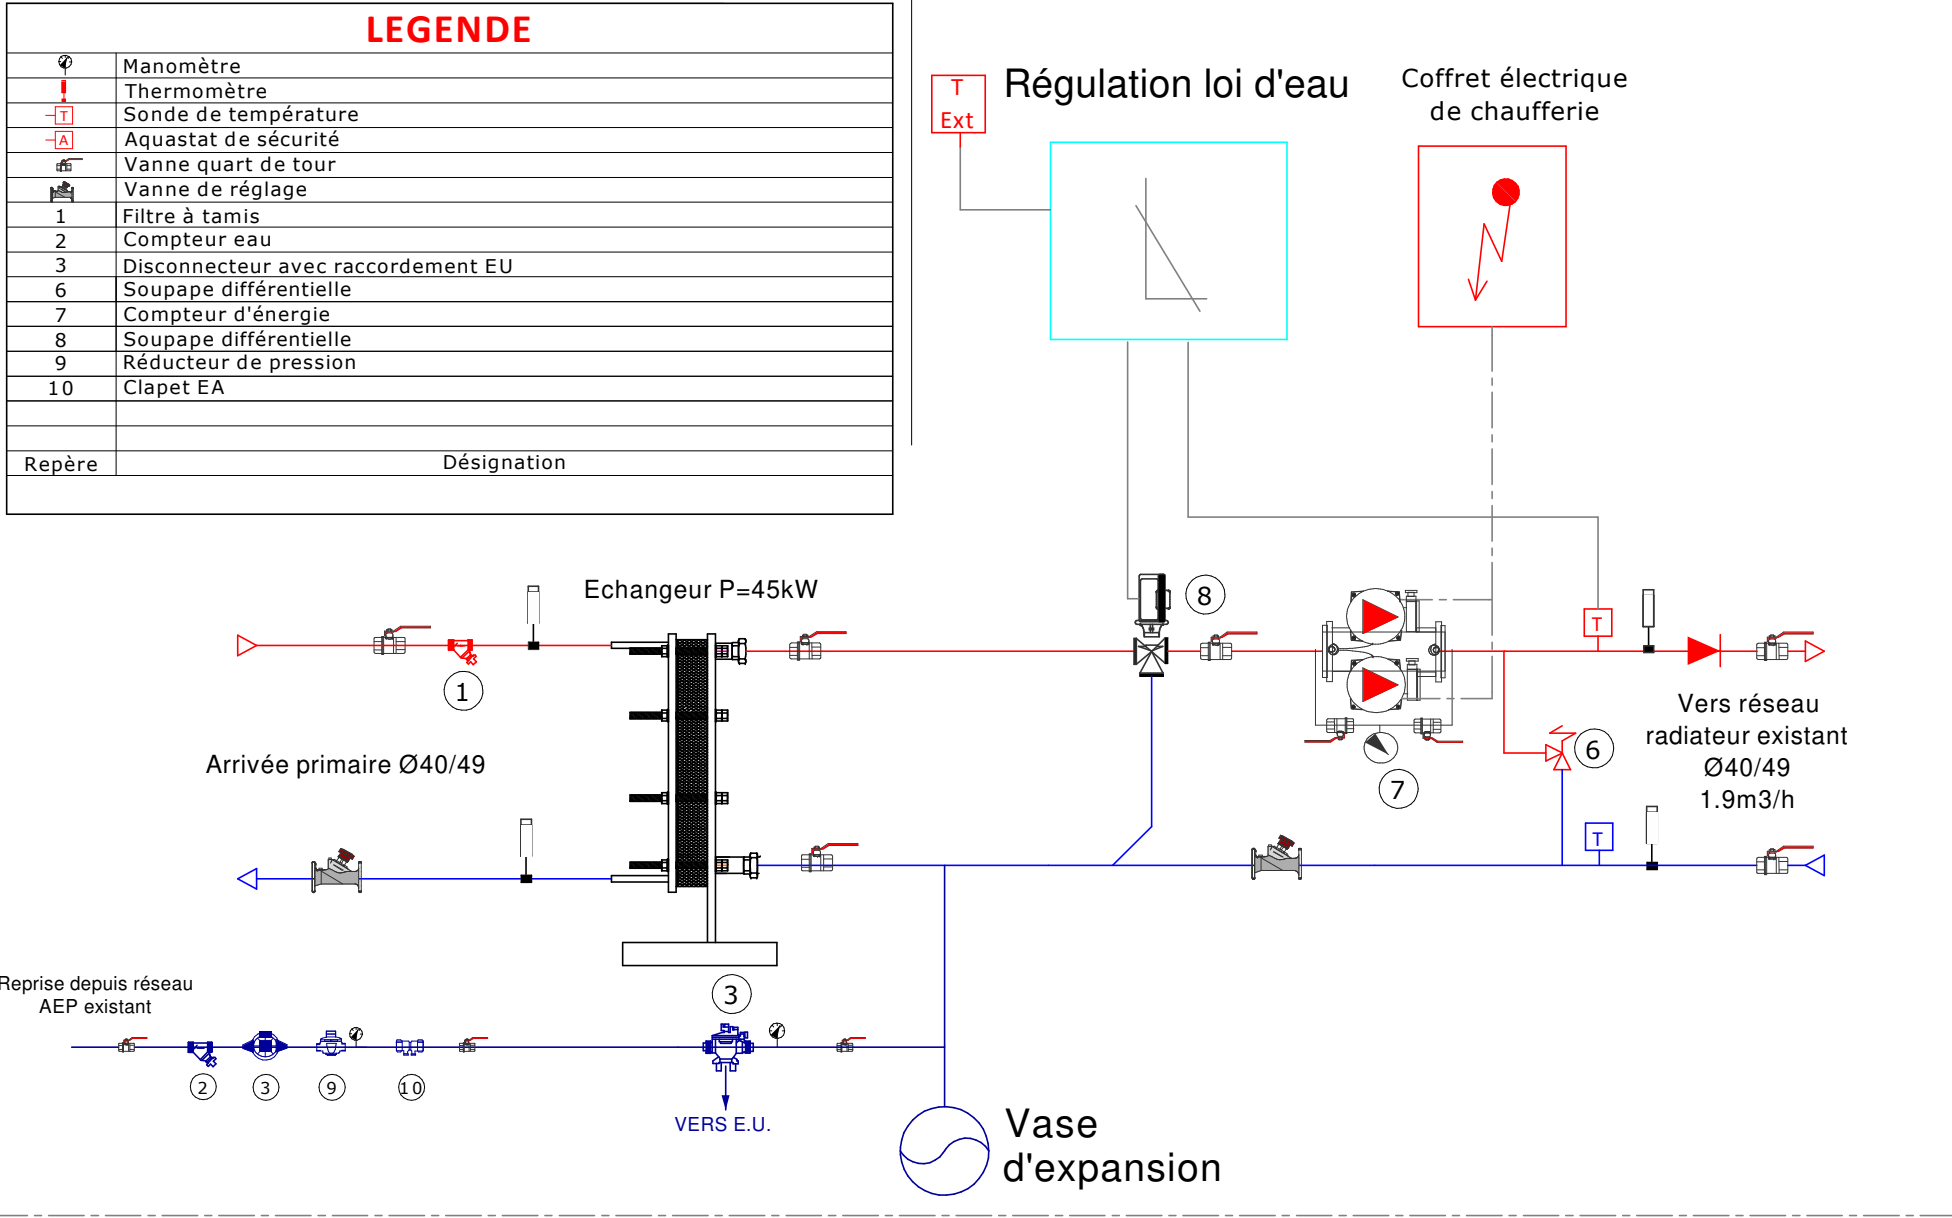 LEGENDE
Manomètre
Thermomètre
T Sonde de température
A Aquastat de sécurité
Vanne quart de tour
Vanne de réglage
1 Filtre à tamis
2 Compteur eau
3 Disconnecteur avec raccordement EU
6 Soupape différentielle
7 Compteur d'énergie
8 Soupape différentielle
9 Réducteur de pression
10 Clapet EA
Repère Désignation
T
Ext
Régulation loi d'eau
Coffret électrique
de chaufferie
Echangeur P=45kW
8
T
1
Arrivée primaire Ø40/49
6
7
Vers réseau
radiateur existant
Ø40/49
1.9m3/h
T
Reprise depuis réseau
AEP existant
3
2
3
9
10
VERS E.U.
Vase
d'expansion